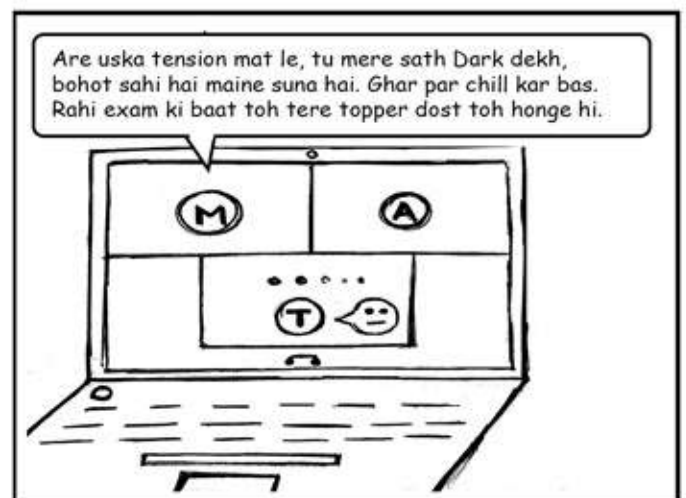 Are uska tension mat le, tu mere sath Dark dekh,
bohot sahi hai maine suna hai. Ghar par chill kar bas.
Rahi exam ki baat toh tere topper dost toh honge hi.
M
A
T